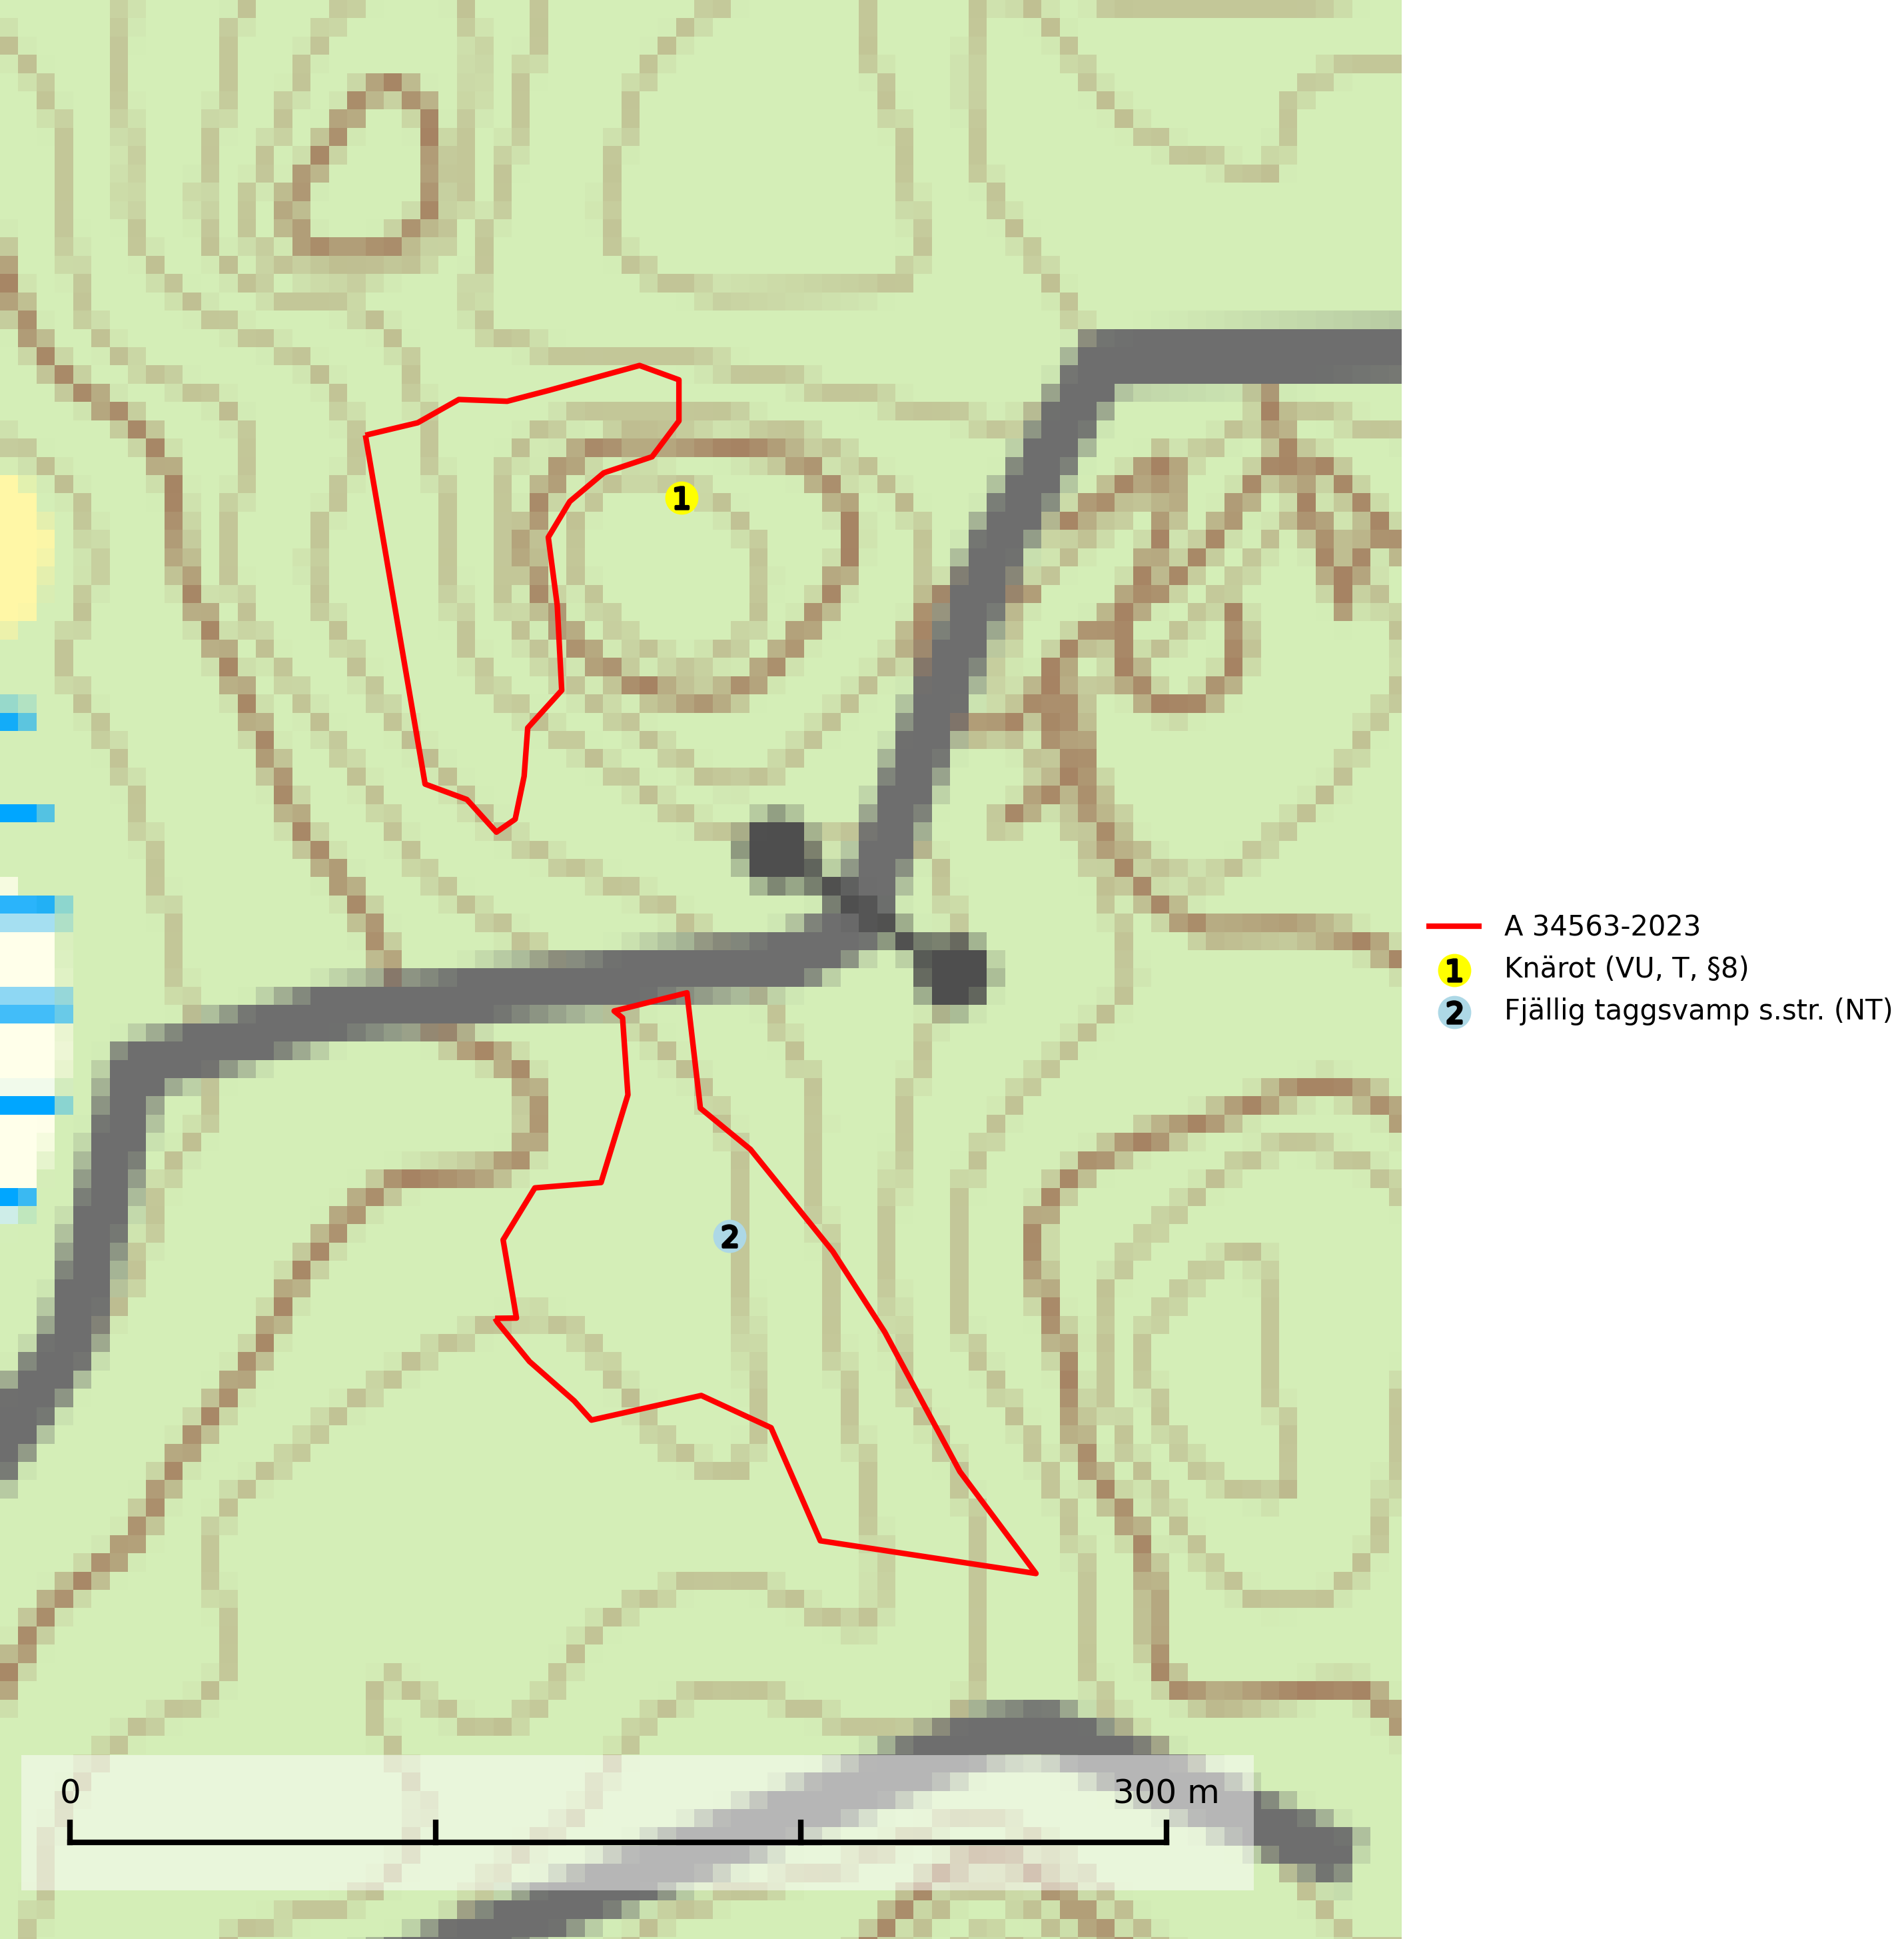 1
A 34563-2023
1 Knärot (VU, T, §8)
2 Fjällig taggsvamp s.str. (NT)
2
0 300 m